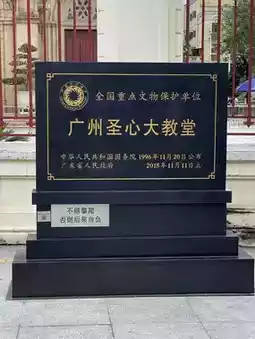 全国重点文物保护单位
广州圣心大教堂
中华人民共和国国务院 1996年11月20日公布
广东省人民政府 2015年11月11日立
不得攀爬
否则后果自负